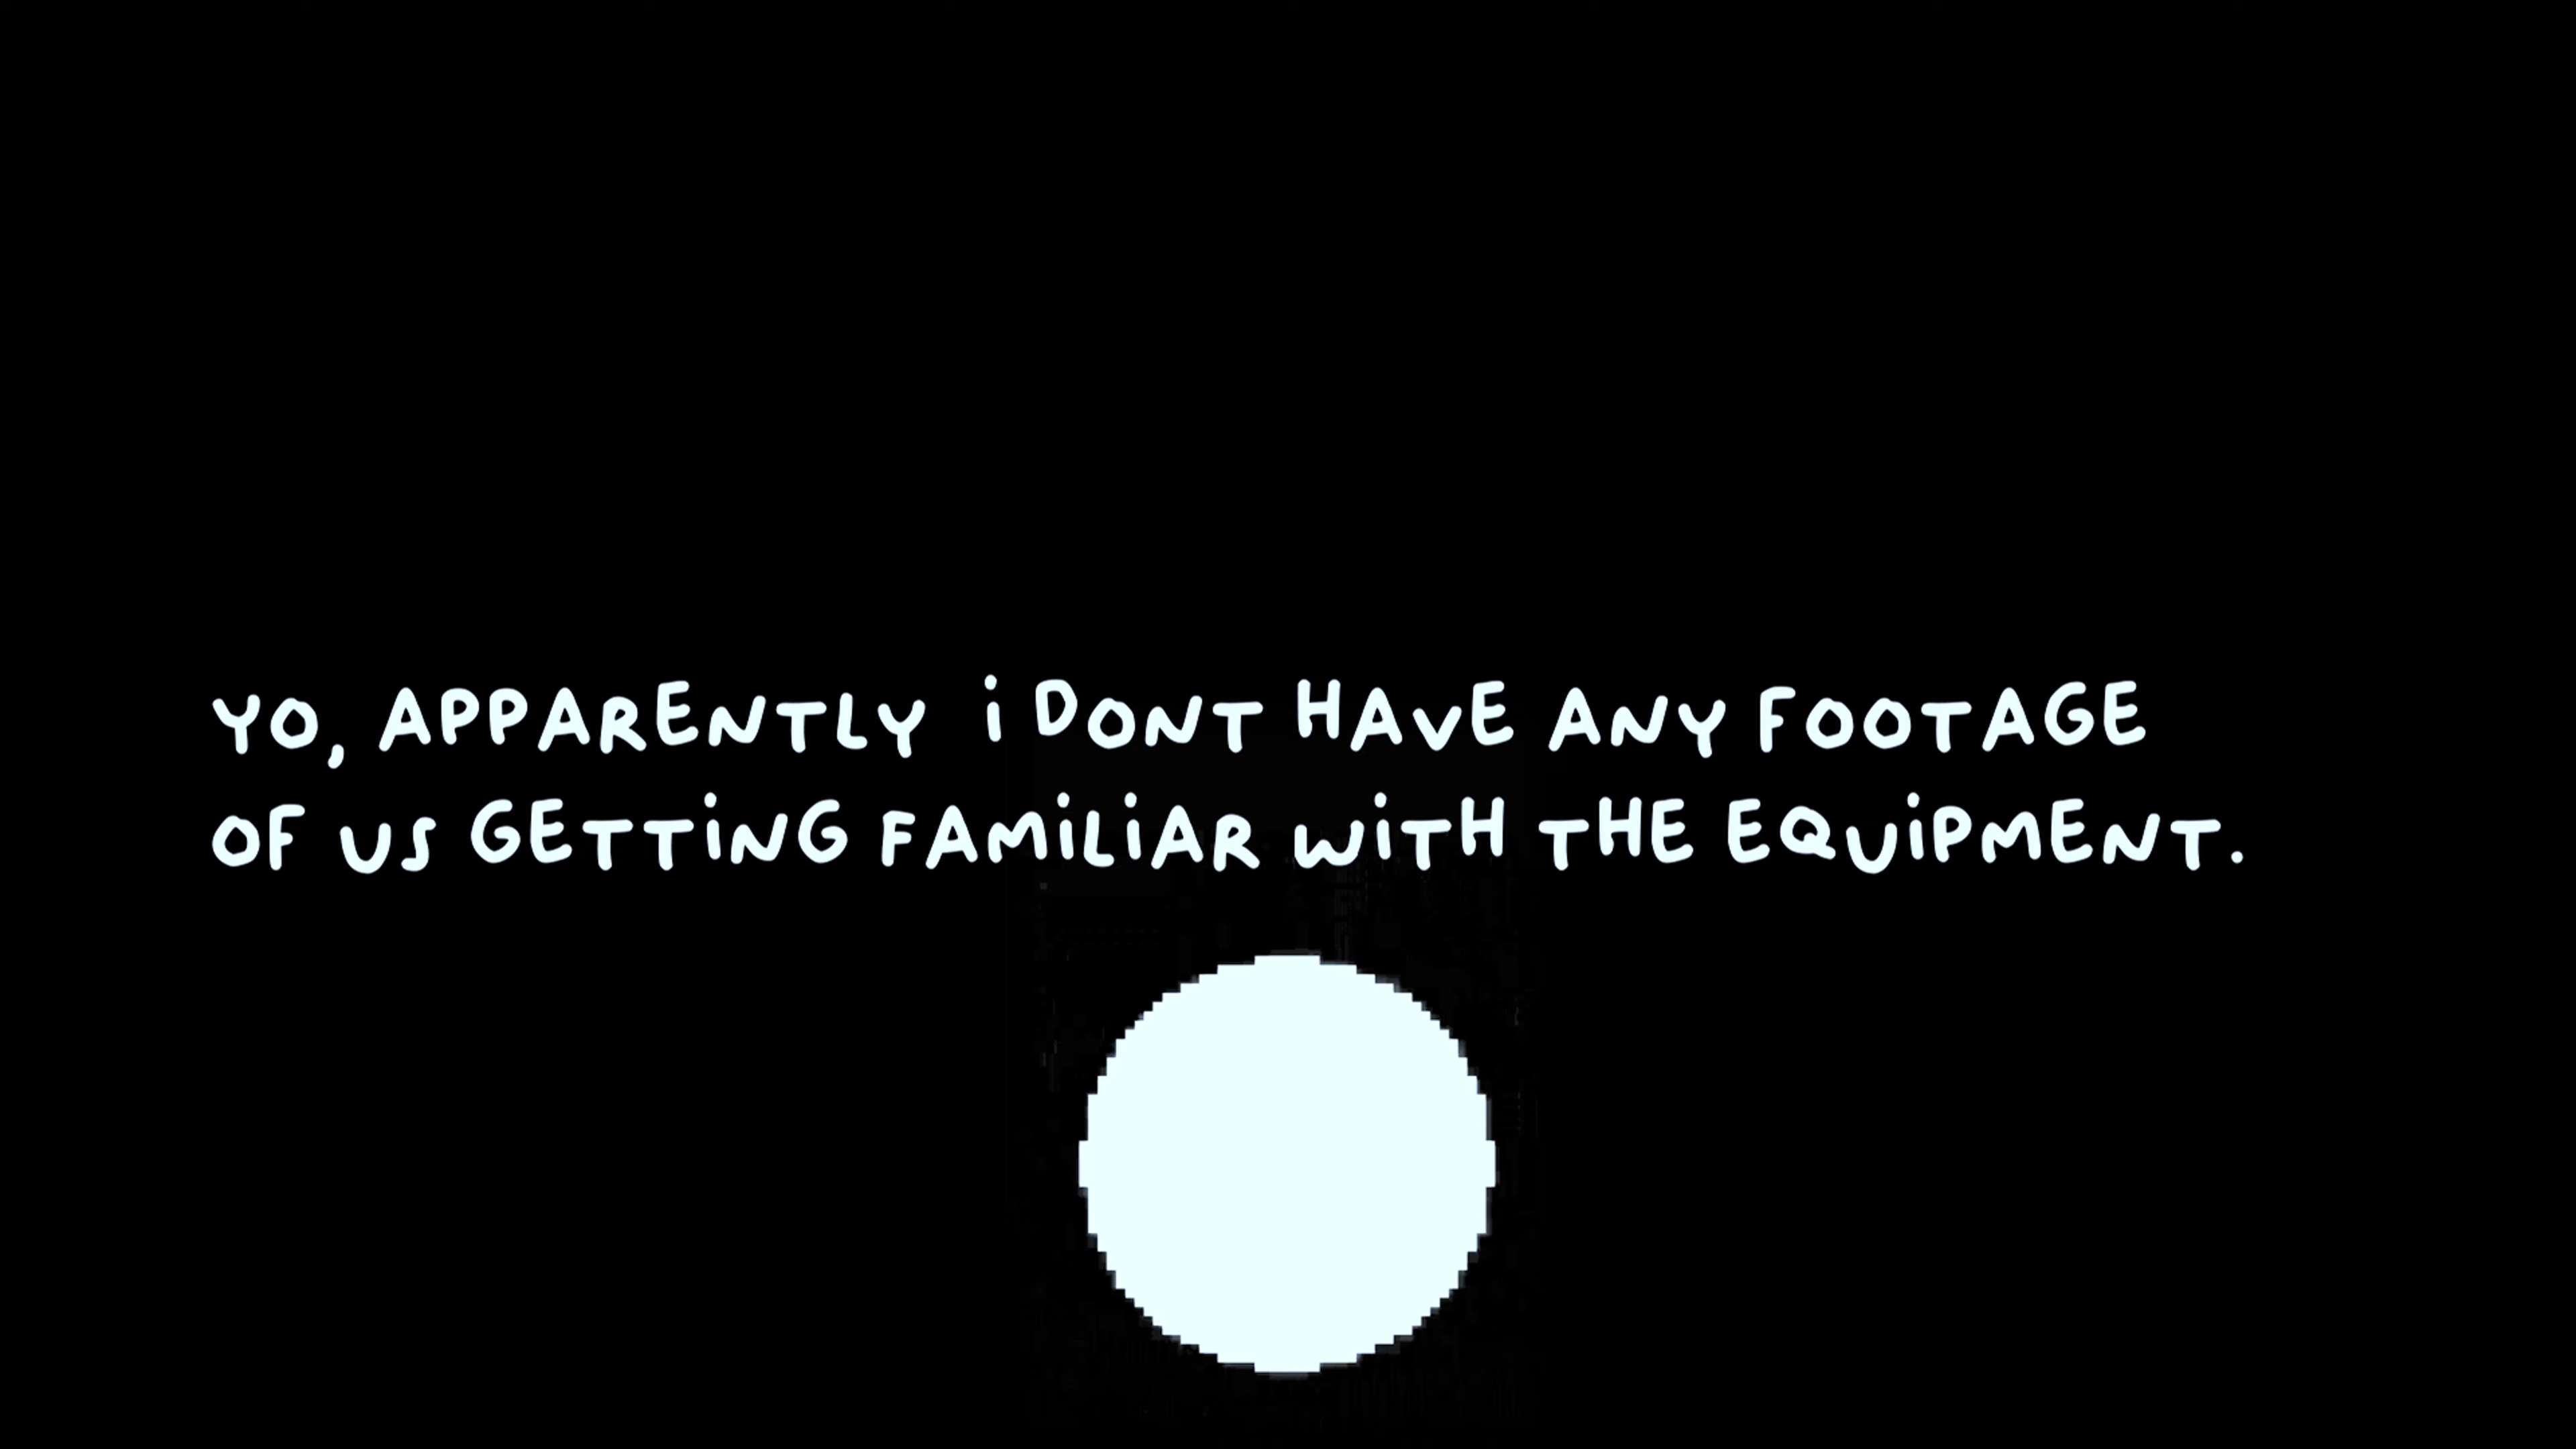 YO, APPARENTLY i DONT HAVE ANY FOOTAGE
OF US GETTiNG FAMiLiAR WiTH THE EQUiPMENT.